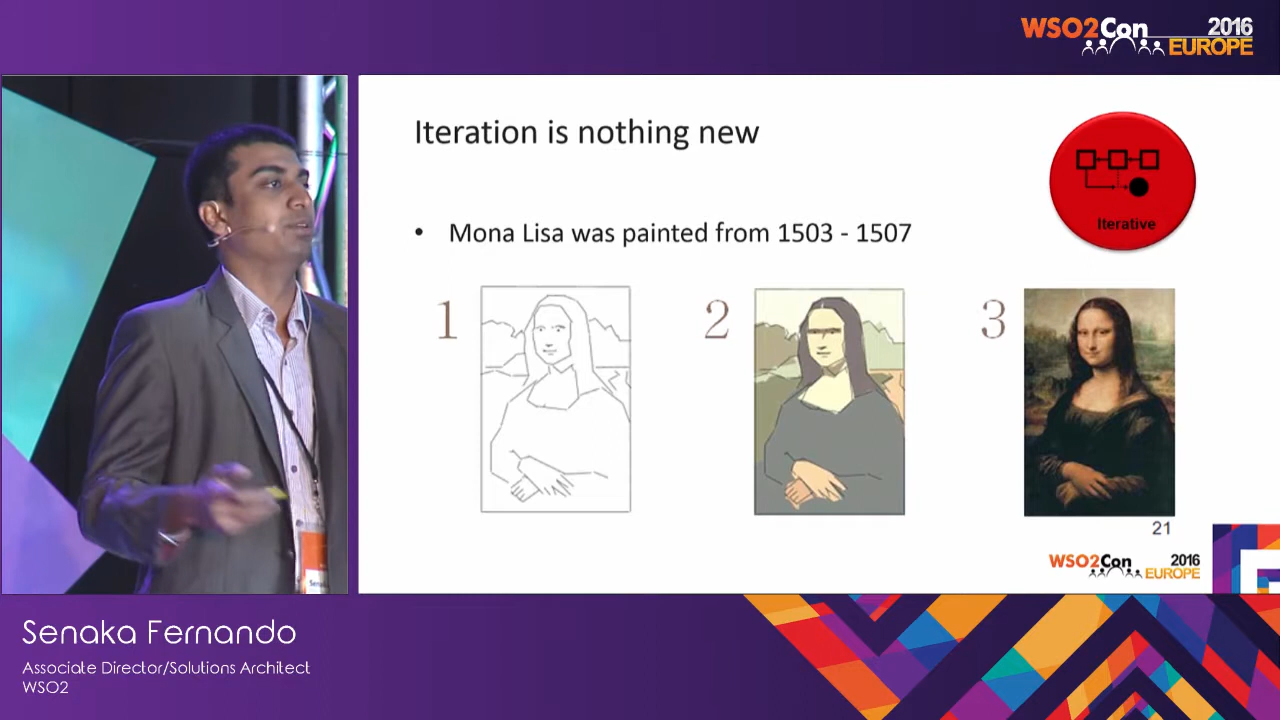 WSO2Con 2016
EUROPE
Iteration is nothing new
Iterative
• Mona Lisa was painted from 1503 - 1507
1
2
3
21
WSO2Con 2016
EUROPE
Senaka Fernando
Associate Director/Solutions Architect
WSO2